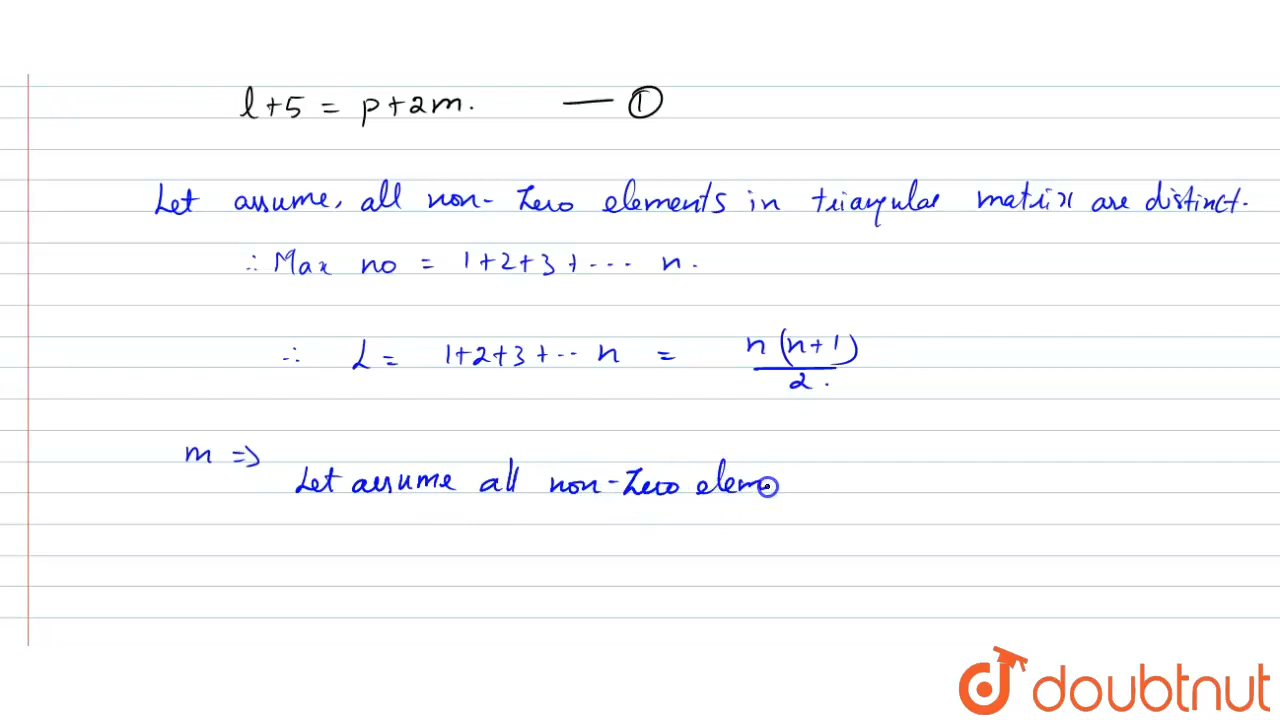 l+5 = p+2m. — ①
Let assume, all non-zero elements in triangular matrix are distinct.
∴ Max no = 1+2+3+--- n.
∴ L = 1+2+3+-- n = n(n+1)/2.
m ⇒
Let assume all non-zero elem
doubtnut